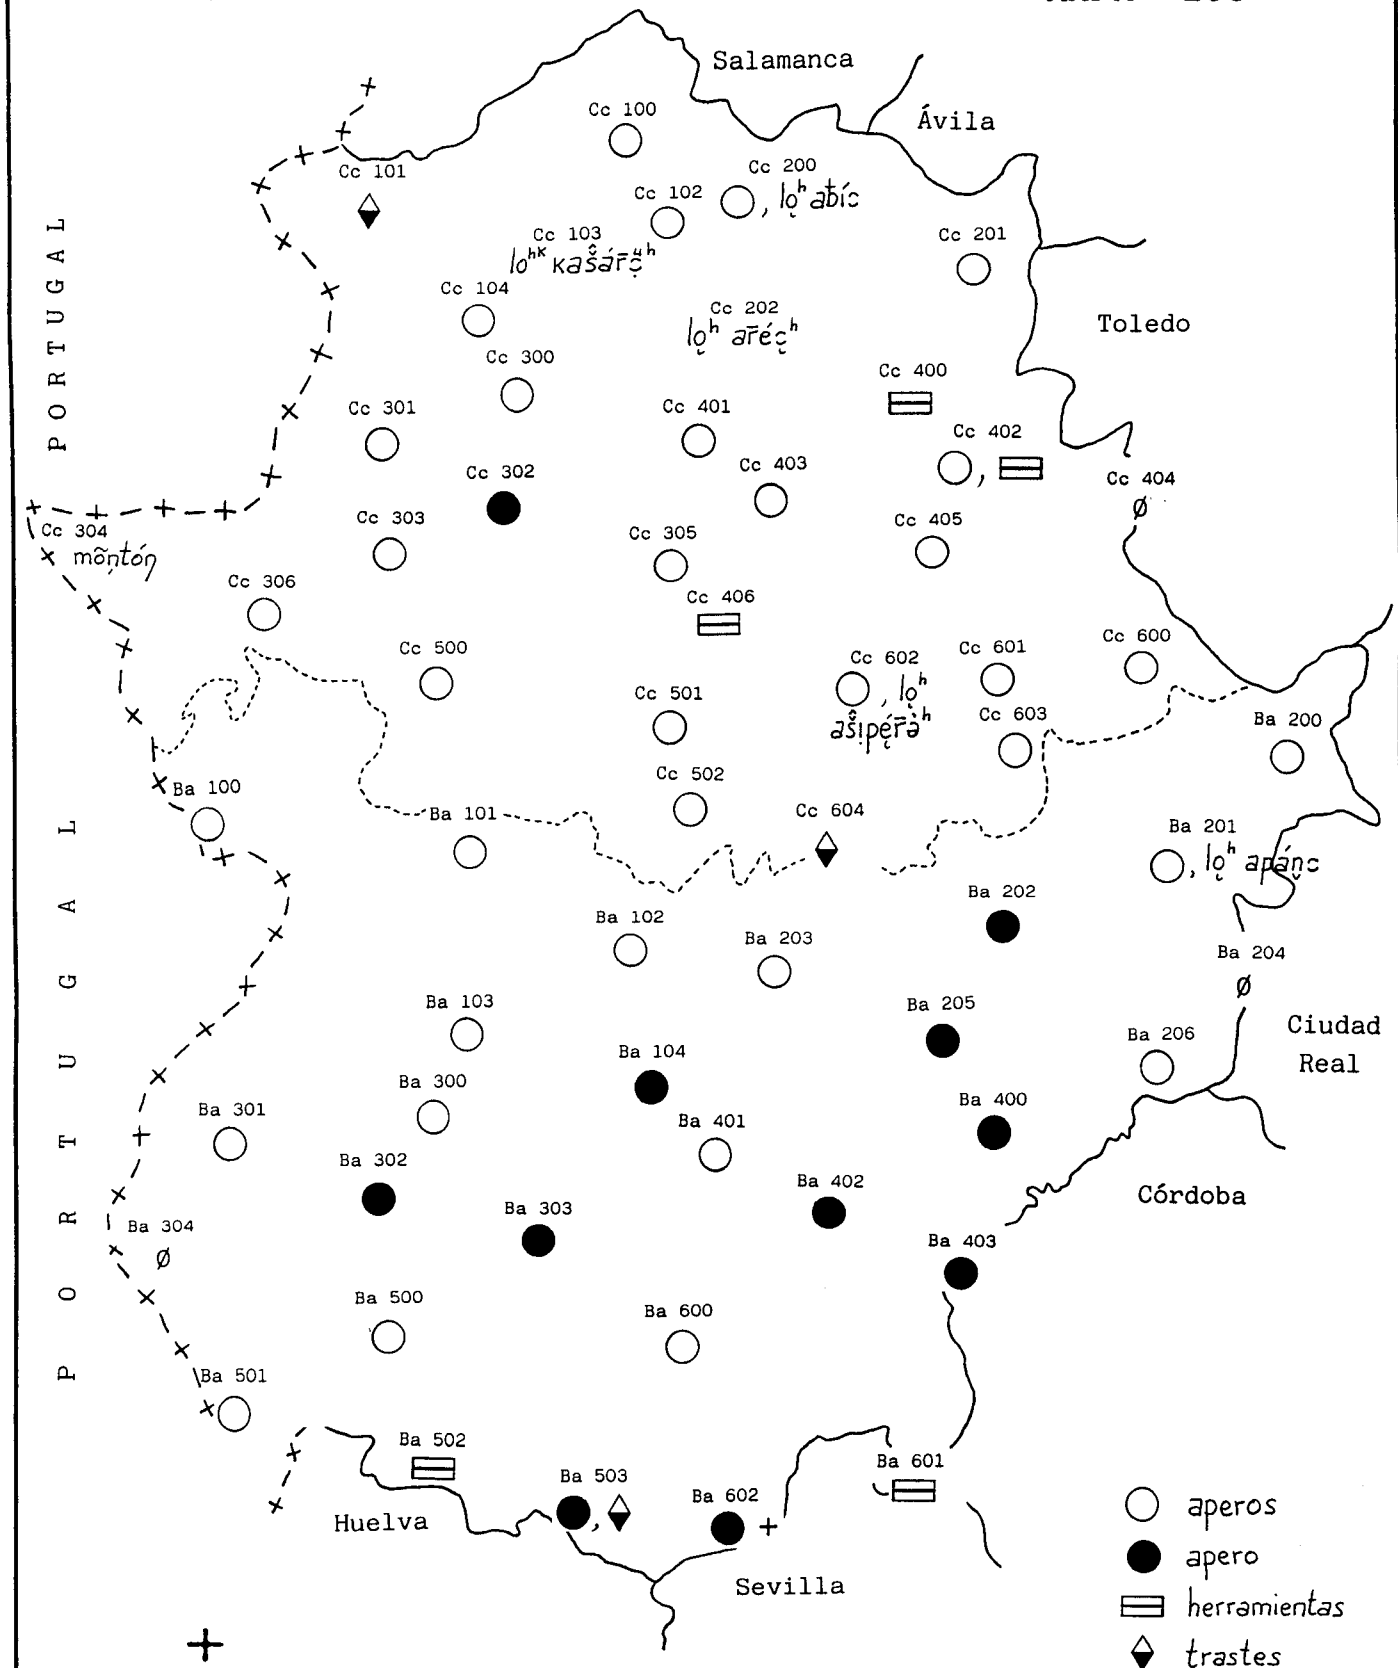 Salamanca
Ávila
Cc 100
Cc 101
Cc 200
Cc 102
Cc 201
Cc 103
Cc 104
Cc 202
Toledo
Cc 300
Cc 400
Cc 301
Cc 401
Cc 402
Cc 403
Cc 302
Cc 404
ø
Cc 303
Cc 405
Cc 304
Cc 305
Cc 306
Cc 406
Cc 500
Cc 602
Cc 601
Cc 600
Cc 501
Cc 603
Ba 200
Cc 502
Ba 100
Ba 101
Cc 604
Ba 201
Ba 202
Ba 102
Ba 203
Ba 204
ø
Ba 103
Ba 205
Ciudad
Real
Ba 206
Ba 104
Ba 300
Ba 400
Ba 301
Ba 401
Ba 302
Ba 402
Córdoba
Ba 303
Ba 304
ø
Ba 403
Ba 500
Ba 600
Ba 501
Ba 502
Ba 601
Ba 503
Ba 602
Huelva
Sevilla
PORTUGAL
PORTUGAL
aperos
apero
herramientas
trastes